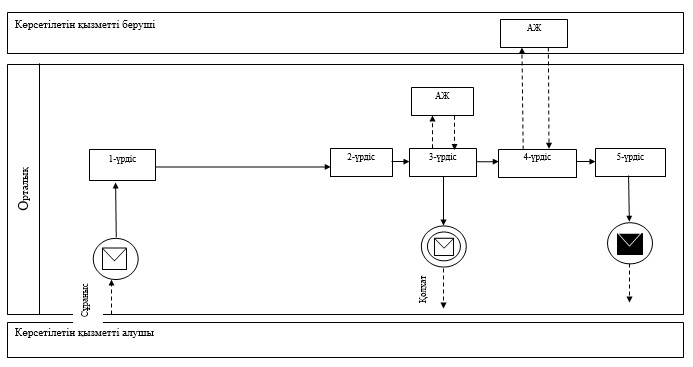 Көрсетілетін қызметті беруші
АЖ
АЖ
1-үрдіс
2-үрдіс
3-үрдіс
4-үрдіс
5-үрдіс
Орталық
Сұраныс
Қолхат
Көрсетілетін қызметті алушы